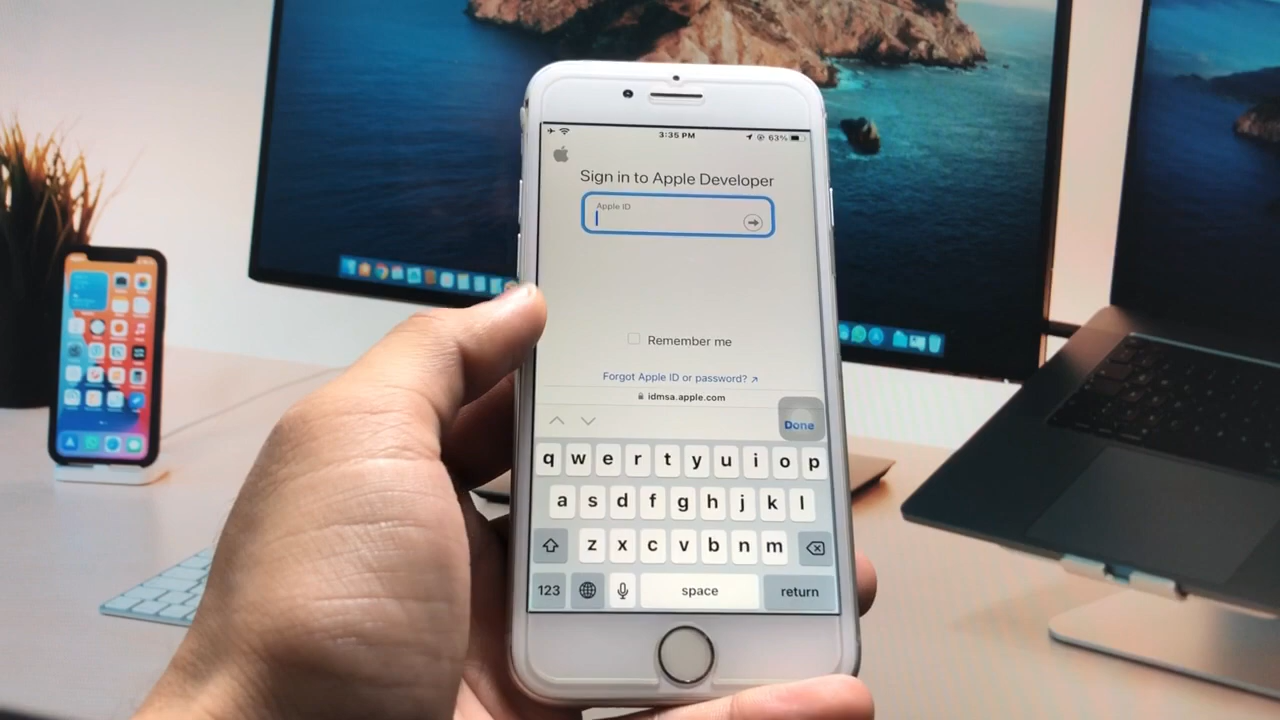 3:35 PM
63%
Sign in to Apple Developer
Apple ID
Remember me
Forgot Apple ID or password? ↗
idmsa.apple.com
Done
q w e r t y u i o p
a s d f g h j k l
z x c v b n m
123 space return